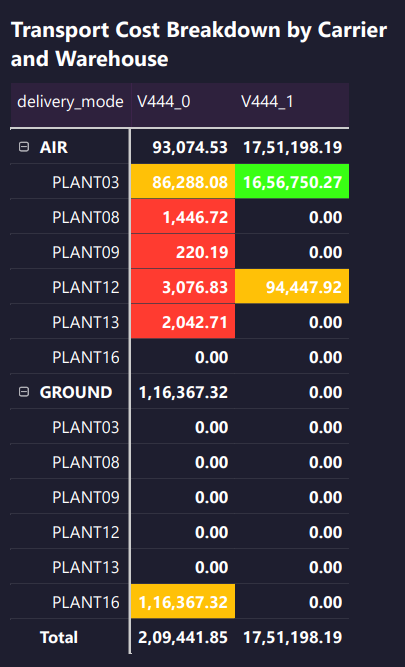 Transport Cost Breakdown by Carrier
and Warehouse
delivery_mode V444_0 V444_1
AIR 93,074.53 17,51,198.19
PLANT03 86,288.08 16,56,750.27
PLANT08 1,446.72 0.00
PLANT09 220.19 0.00
PLANT12 3,076.83 94,447.92
PLANT13 2,042.71 0.00
PLANT16 0.00 0.00
GROUND 1,16,367.32 0.00
PLANT03 0.00 0.00
PLANT08 0.00 0.00
PLANT09 0.00 0.00
PLANT12 0.00 0.00
PLANT13 0.00 0.00
PLANT16 1,16,367.32 0.00
Total 2,09,441.85 17,51,198.19